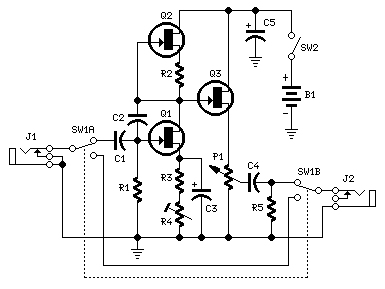 Q2
C5
+
SW2
R2
Q3
+
B1
-
C2
Q1
J1
SW1A
C1
P1
C4
R1
R3
+
SW1B
J2
R4
C3
R5